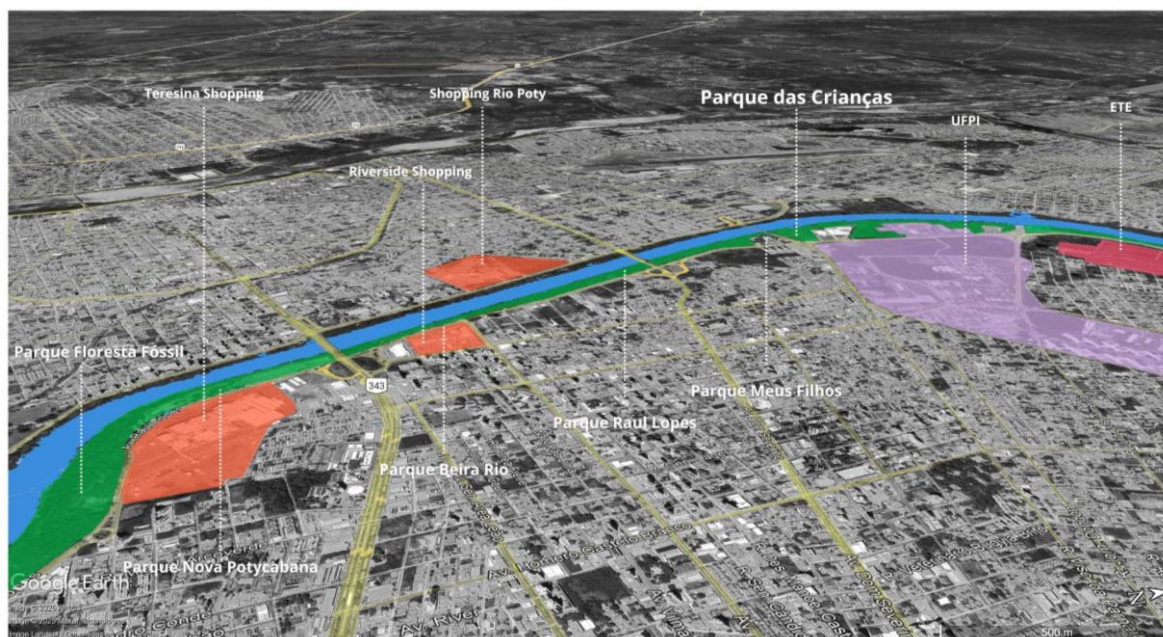 Teresina Shopping
Shopping Rio Poty
Parque das Crianças
ETE
UFPI
Riverside Shopping
Parque Floresta Fóssil
343
Parque Meus Filhos
Parque Raul Lopes
Parque Beira Rio
Parque Nova Potycabana
Google Earth
500 m
N